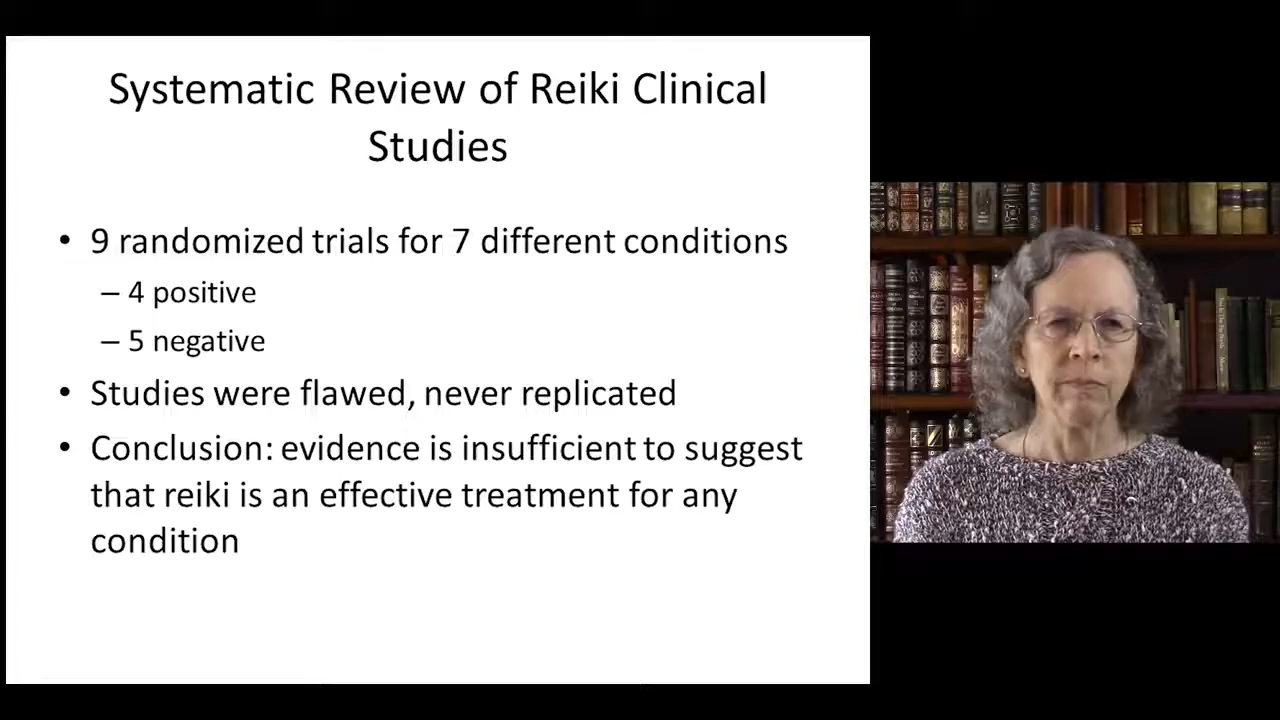 Systematic Review of Reiki Clinical
Studies
• 9 randomized trials for 7 different conditions
– 4 positive
– 5 negative
• Studies were flawed, never replicated
• Conclusion: evidence is insufficient to suggest
that reiki is an effective treatment for any
condition